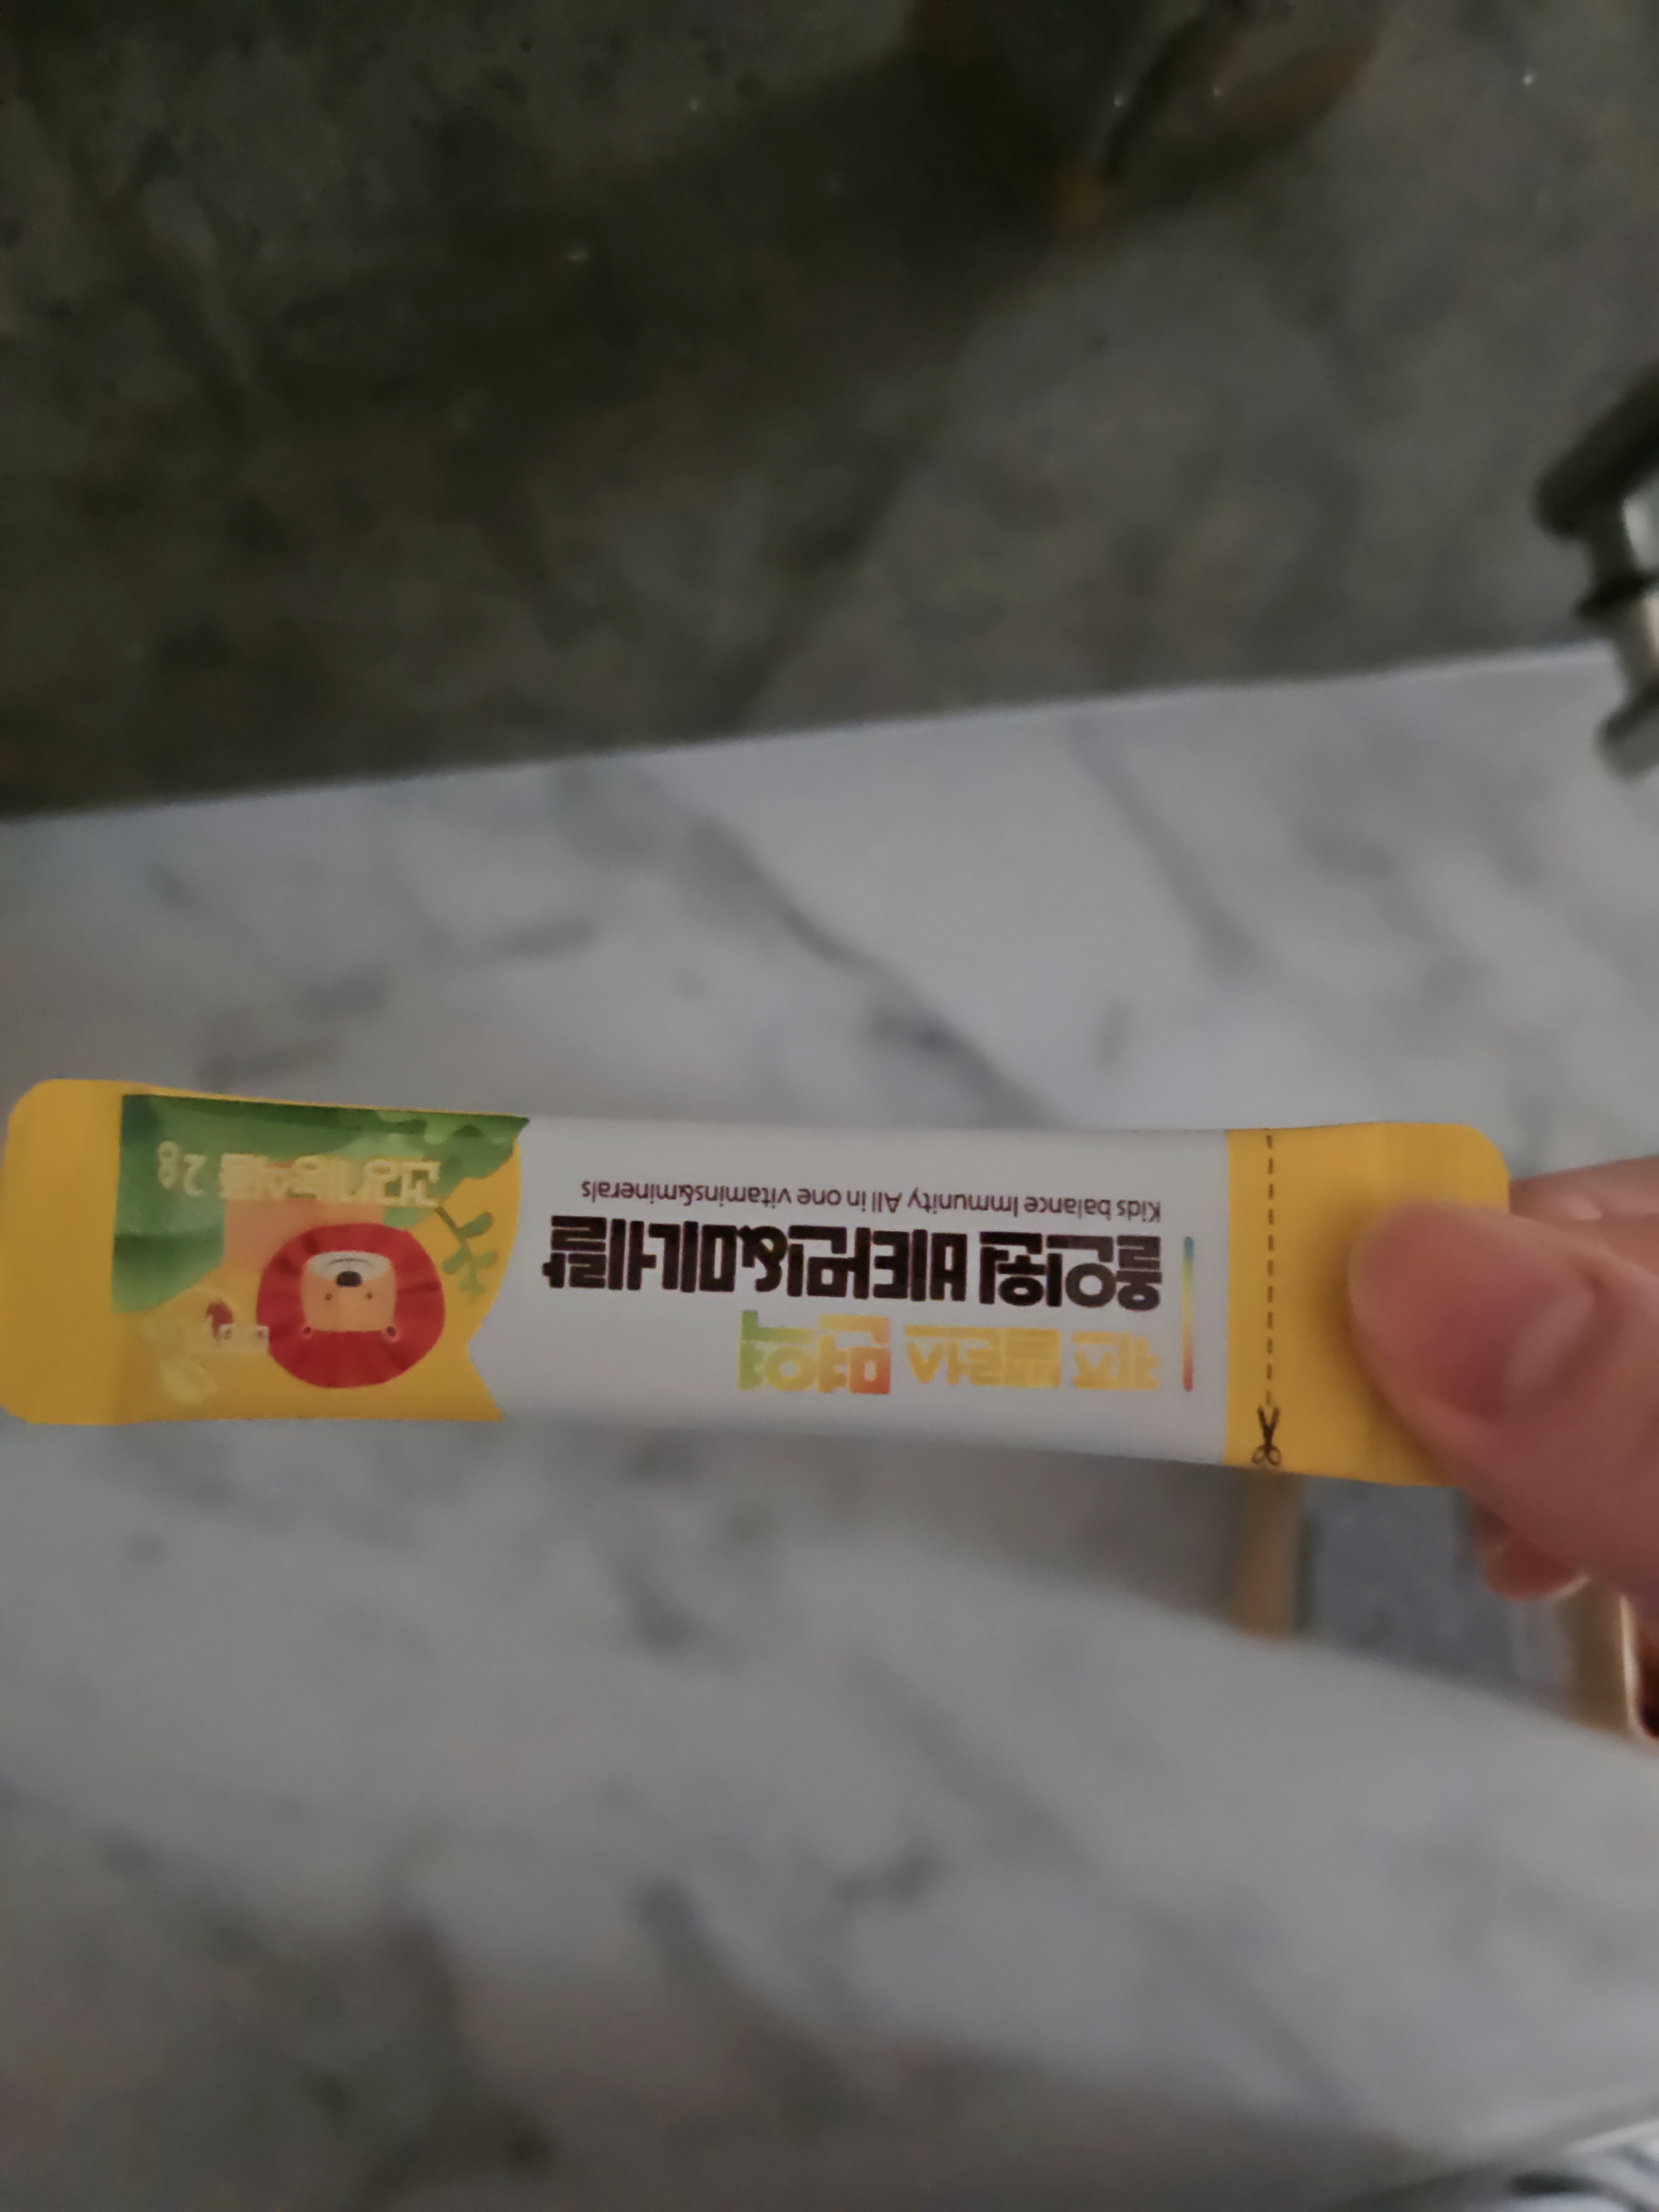 키즈 밸런스 면역
올인원 비타민&미네랄
Kids balance Immunity All in one vitamins&minerals
건강기능식품 2g